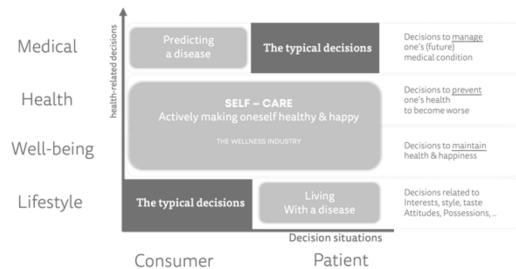 health-related decisions
Medical
Health
Well-being
Lifestyle
Predicting
a disease
The typical decisions
SELF – CARE
Actively making oneself healthy & happy
THE WELLNESS INDUSTRY
The typical decisions
Living
With a disease
Decisions to manage
one's (future)
medical condition
Decisions to prevent
one's health
to become worse
Decisions to maintain
health & happiness
Decisions related to
Interests, style, taste
Attitudes, Possessions, ..
Decision situations
Consumer
Patient